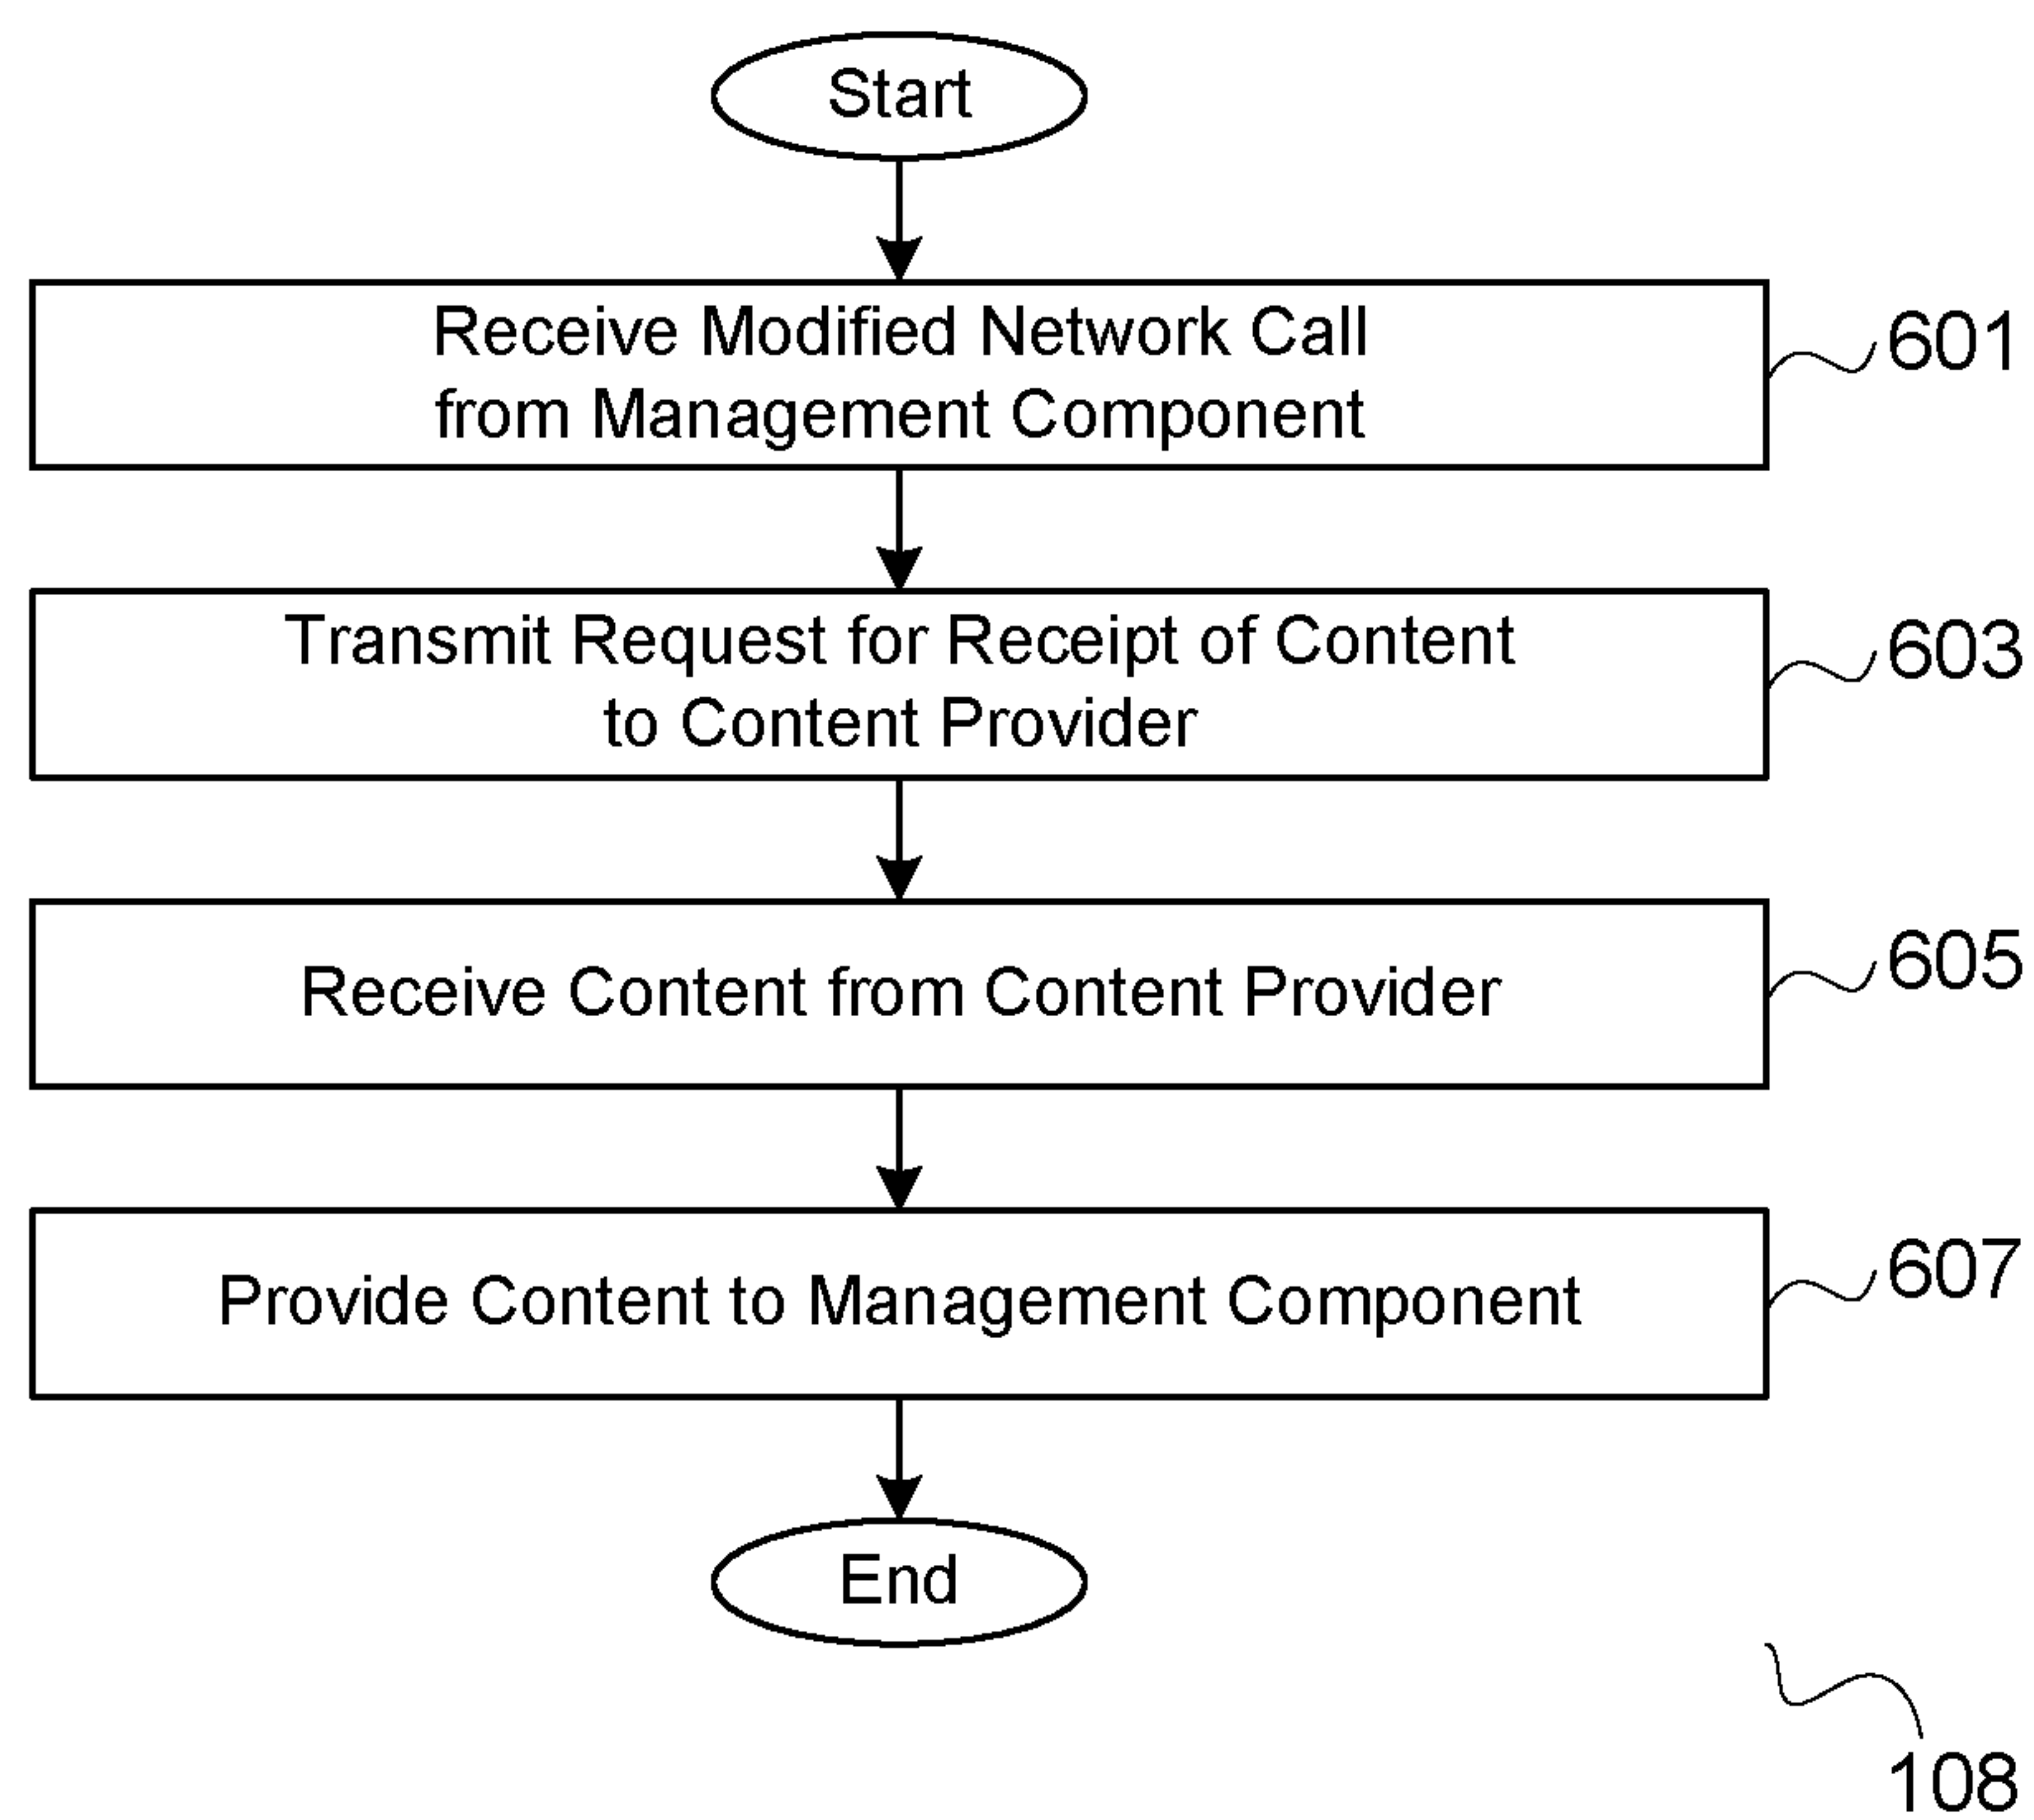 Start
Receive Modified Network Call
from Management Component
601
Transmit Request for Receipt of Content
to Content Provider
603
Receive Content from Content Provider
605
Provide Content to Management Component
607
End
108